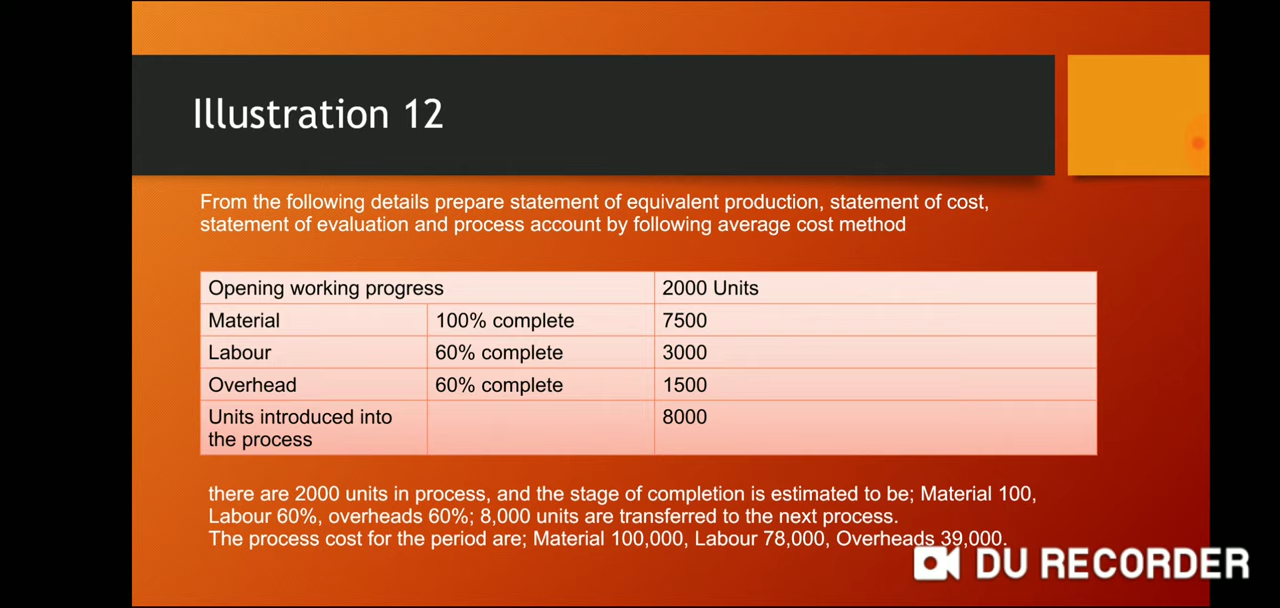 Illustration 12
From the following details prepare statement of equivalent production, statement of cost,
statement of evaluation and process account by following average cost method
Opening working progress 2000 Units
Material 100% complete 7500
Labour 60% complete 3000
Overhead 60% complete 1500
Units introduced into 8000
the process
there are 2000 units in process, and the stage of completion is estimated to be; Material 100,
Labour 60%, overheads 60%; 8,000 units are transferred to the next process.
The process cost for the period are; Material 100,000, Labour 78,000, Overheads 39,000.
DU RECORDER